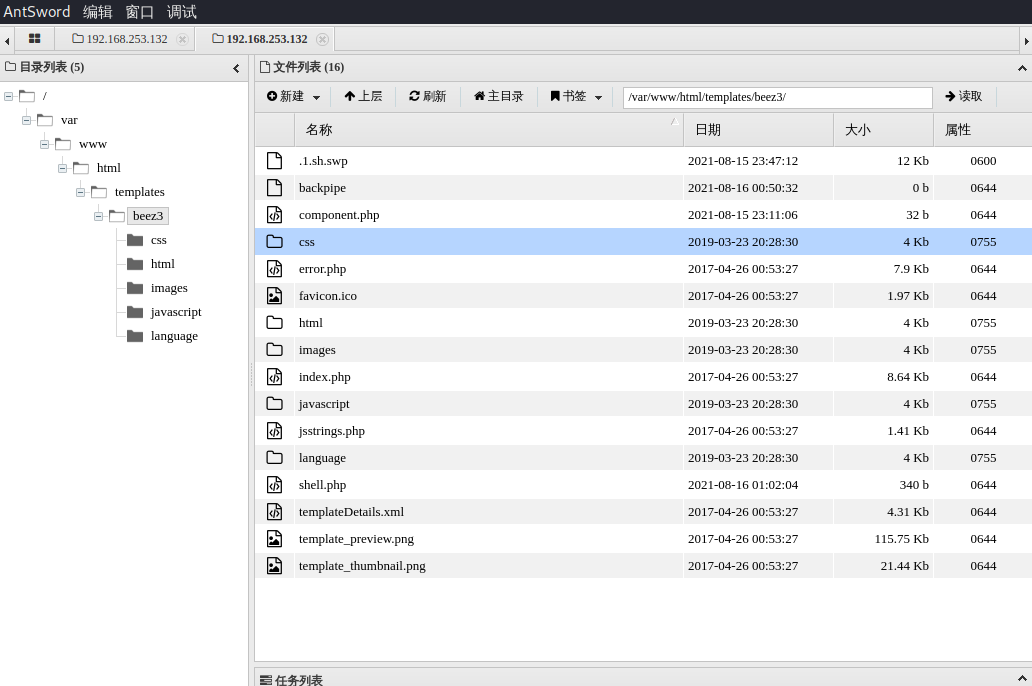 AntSword 编辑 窗口 调试
192.168.253.132 192.168.253.132
目录列表 (5)
/
var
www
html
templates
beez3
css
html
images
javascript
language
文件列表 (16)
新建 上层 刷新 主目录 书签 /var/www/html/templates/beez3/ 读取
名称 日期 大小 属性
.1.sh.swp 2021-08-15 23:47:12 12 Kb 0600
backpipe 2021-08-16 00:50:32 0 b 0644
component.php 2021-08-15 23:11:06 32 b 0644
css 2019-03-23 20:28:30 4 Kb 0755
error.php 2017-04-26 00:53:27 7.9 Kb 0644
favicon.ico 2017-04-26 00:53:27 1.97 Kb 0644
html 2019-03-23 20:28:30 4 Kb 0755
images 2019-03-23 20:28:30 4 Kb 0755
index.php 2017-04-26 00:53:27 8.64 Kb 0644
javascript 2019-03-23 20:28:30 4 Kb 0755
jsstrings.php 2017-04-26 00:53:27 1.41 Kb 0644
language 2019-03-23 20:28:30 4 Kb 0755
shell.php 2021-08-16 01:02:04 340 b 0644
templateDetails.xml 2017-04-26 00:53:27 4.31 Kb 0644
template_preview.png 2017-04-26 00:53:27 115.75 Kb 0644
template_thumbnail.png 2017-04-26 00:53:27 21.44 Kb 0644
任务列表